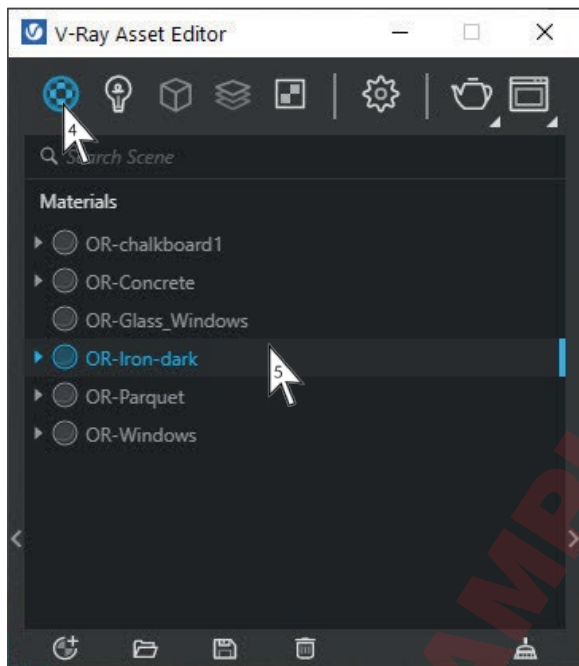 V-Ray Asset Editor
4
Search Scene
Materials
OR-chalkboard1
OR-Concrete
OR-Glass_Windows
OR-Iron-dark
5
OR-Parquet
OR-Windows